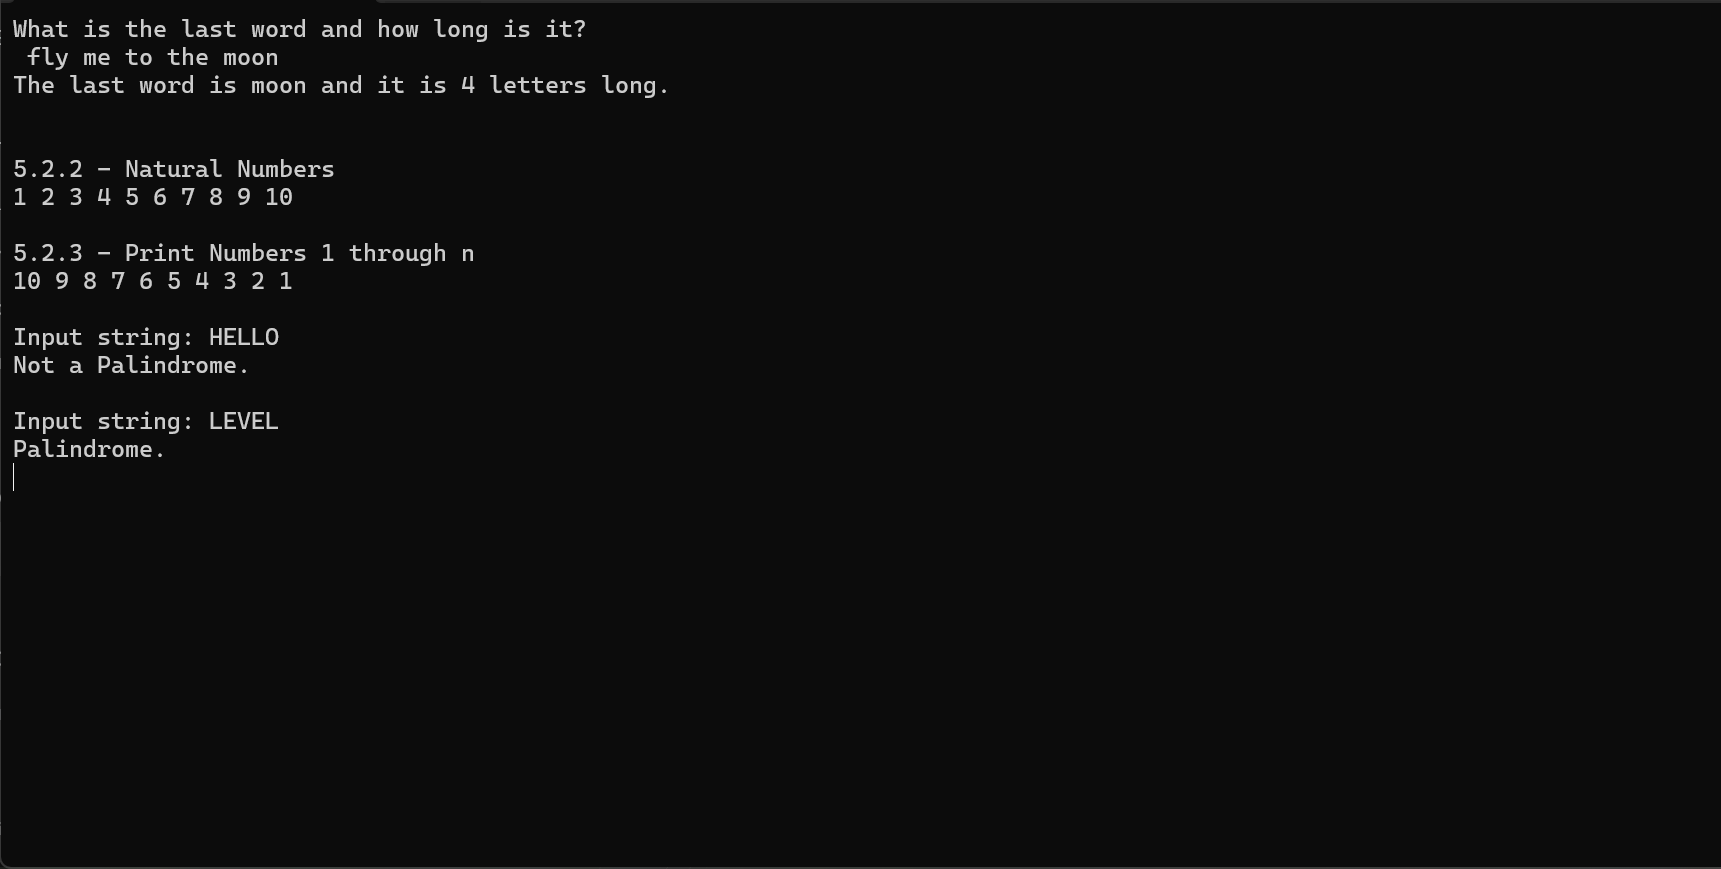 What is the last word and how long is it?
 fly me to the moon
The last word is moon and it is 4 letters long.
5.2.2 - Natural Numbers
1 2 3 4 5 6 7 8 9 10
5.2.3 - Print Numbers 1 through n
10 9 8 7 6 5 4 3 2 1
Input string: HELLO
Not a Palindrome.
Input string: LEVEL
Palindrome.